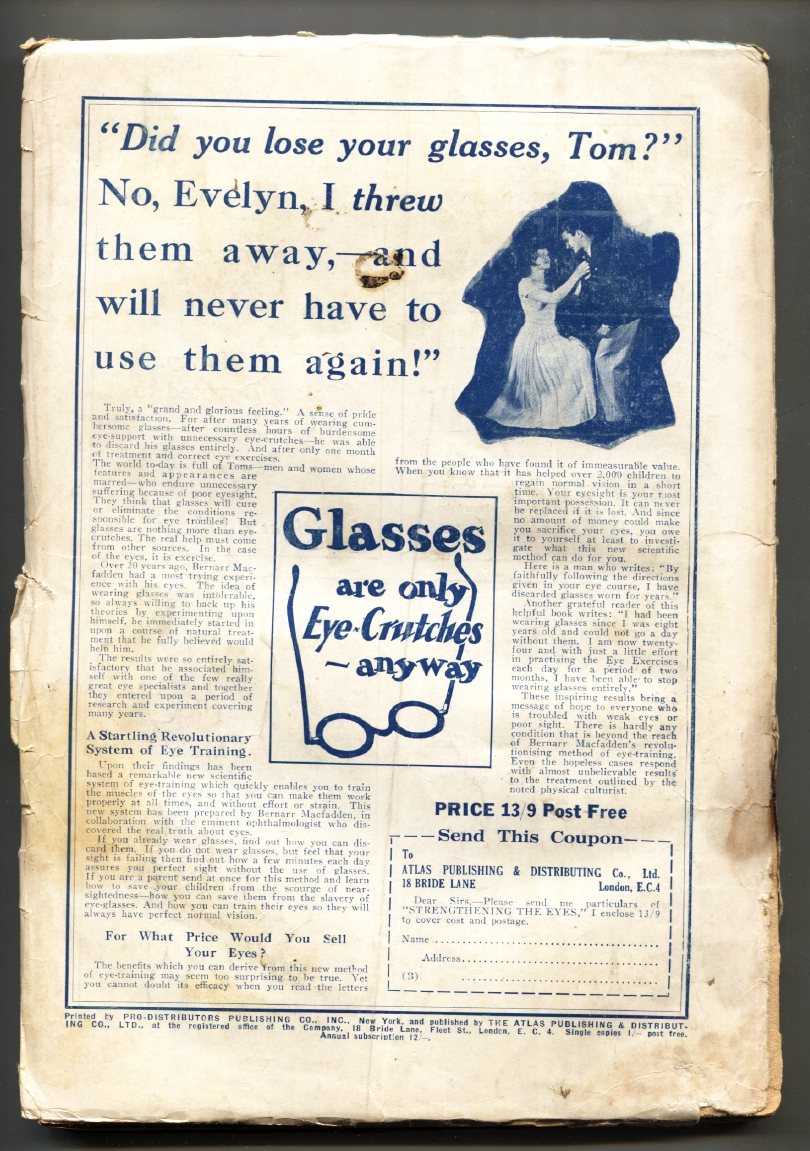 “Did you lose your glasses, Tom?”
No, Evelyn, I threw
them away,—and
will never have to
use them again!”
Truly, a “grand and glorious feeling.” A sense of pride
and satisfaction. For after many years of wearing cum-
bersome glasses—after countless hours of burdensome
eye-support with unnecessary eye-crutches—he was able
to discard his glasses entirely. And after only one month
of treatment and correct eye exercises.
The world to-day is full of Toms—men and women whose
features and appearances are
marred—who endure unnecessary
suffering because of poor eyesight.
They think that glasses will cure
or eliminate the conditions re-
sponsible for eye troubles! But
glasses are nothing more than eye-
crutches. The real help must come
from other sources. In the case
of the eyes, it is exercise.
Over 20 years ago, Bernarr Mac-
fadden had a most trying experi-
ence with his eyes. The idea of
wearing glasses was intolerable,
so always willing to back up his
theories by experimenting upon
himself, he immediately started in
upon a course of natural treat-
ment that he fully believed would
help him.
The results were so entirely sat-
isfactory that he associated him-
self with one of the few really
great eye specialists and together
they entered upon a period of
research and experiment covering
many years.
A Startling Revolutionary
System of Eye Training.
Upon their findings has been
based a remarkable new scientific
system of eye-training which quickly enables you to train
the muscles of the eyes so that you can make them work
properly at all times, and without effort or strain. This
new system has been prepared by Bernarr Macfadden, in
collaboration with the eminent ophthalmologist who dis-
covered the real truth about eyes.
If you already wear glasses, find out how you can dis-
card them. If you do not wear glasses, but feel that your
sight is failing then find out how a few minutes each day
assures you perfect sight without the use of glasses.
If you are a parent send at once for this method and learn
how to save your children from the scourge of near-
sightedness—how you can save them from the slavery of
eye-glasses. And how you can train their eyes so they will
always have perfect normal vision.
For What Price Would You Sell
Your Eyes?
The benefits which you can derive from this new method
of eye-training may seem too surprising to be true. Yet
you cannot doubt its efficacy when you read the letters
Glasses
are only
Eye-Crutches
– anyway
from the people who have found it of immeasurable value.
When you know that it has helped over 2,000 children to
regain normal vision in a short
time. Your eyesight is your most
important possession. It can never
be replaced if it is lost. And since
no amount of money could make
you sacrifice your eyes, you owe
it to yourself at least to investi-
gate what this new scientific
method can do for you.
Here is a man who writes: “By
faithfully following the directions
given in your eye course, I have
discarded glasses worn for years.”
Another grateful reader of this
helpful book writes: “I had been
wearing glasses since I was eight
years old and could not go a day
without them. I am now twenty-
four and with just a little effort
in practising the Eye Exercises
each day for a period of two
months, I have been able to stop
wearing glasses entirely.”
These inspiring results bring a
message of hope to everyone who
is troubled with weak eyes or
poor sight. There is hardly any
condition that is beyond the reach
of Bernarr Macfadden's revolu-
tionising method of eye-training.
Even the hopeless cases respond
with almost unbelievable results
to the treatment outlined by the
noted physical culturist.
PRICE 13/9 Post Free
Send This Coupon
To
ATLAS PUBLISHING & DISTRIBUTING Co., Ltd.
18 BRIDE LANE London, E.C.4
Dear Sirs,—Please send me particulars of
“STRENGTHENING THE EYES,” I enclose 13/9
to cover cost and postage.
Name
Address
(B)
Printed by PRO-DISTRIBUTORS PUBLISHING CO., INC., New York, and published by THE ATLAS PUBLISHING & DISTRIBUT-
ING CO., LTD., at the registered office of the Company, 18 Bride Lane, Fleet St., London, E. C. 4. Single copies 1/- post free.
Annual subscription 12/-.